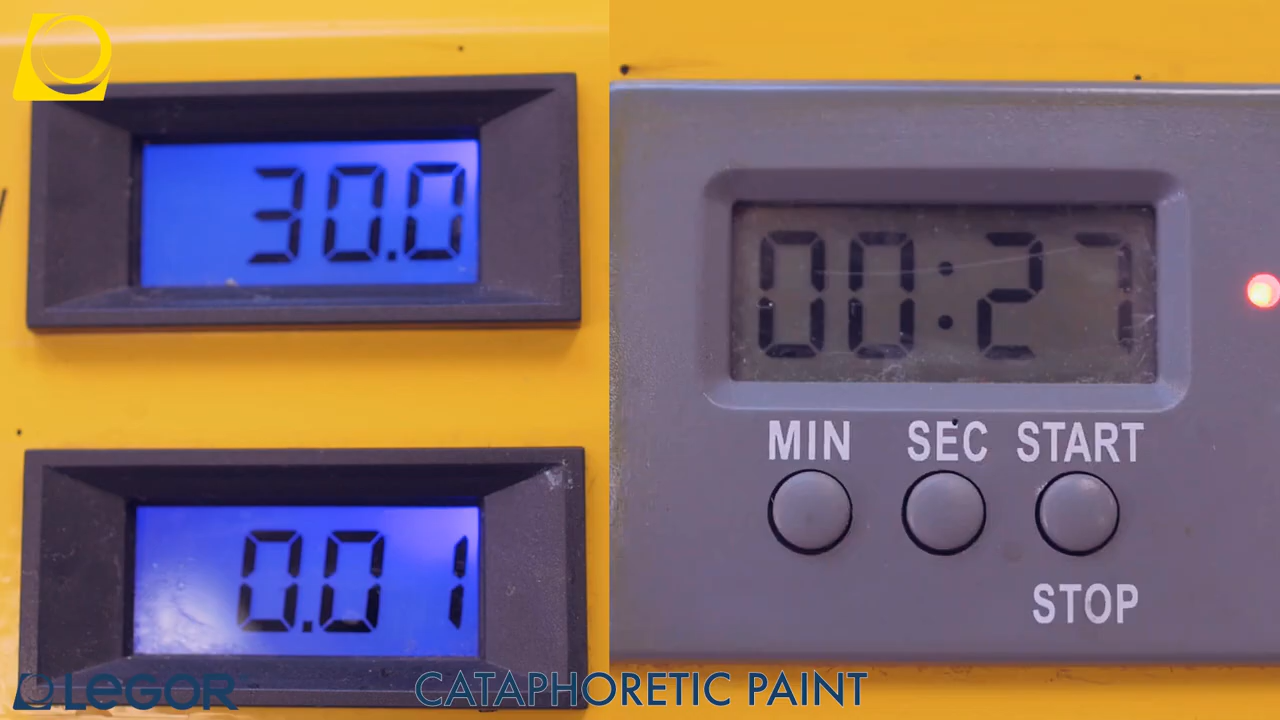 30.0
00:27
MIN SEC START
0.01
STOP
LEGOR
CATAPHORETIC PAINT